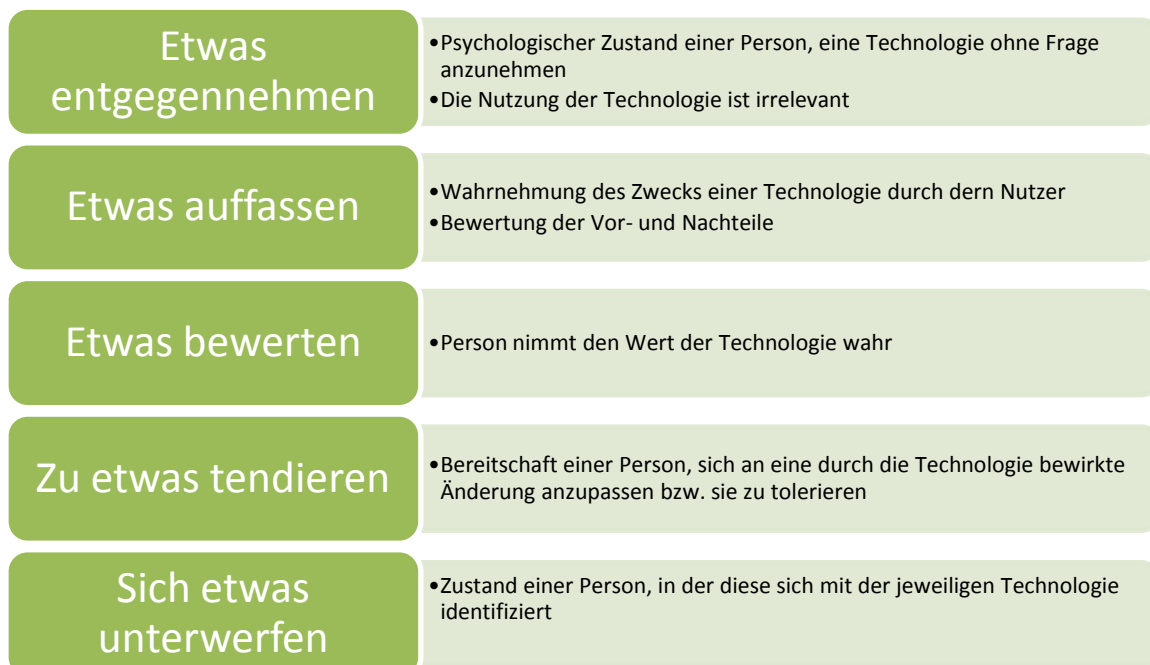 Etwas
entgegennehmen
•Psychologischer Zustand einer Person, eine Technologie ohne Frage
anzunehmen
•Die Nutzung der Technologie ist irrelevant
Etwas auffassen
•Wahrnehmung des Zwecks einer Technologie durch dern Nutzer
•Bewertung der Vor- und Nachteile
Etwas bewerten
•Person nimmt den Wert der Technologie wahr
Zu etwas tendieren
•Bereitschaft einer Person, sich an eine durch die Technologie bewirkte
Änderung anzupassen bzw. sie zu tolerieren
Sich etwas
unterwerfen
•Zustand einer Person, in der diese sich mit der jeweiligen Technologie
identifiziert